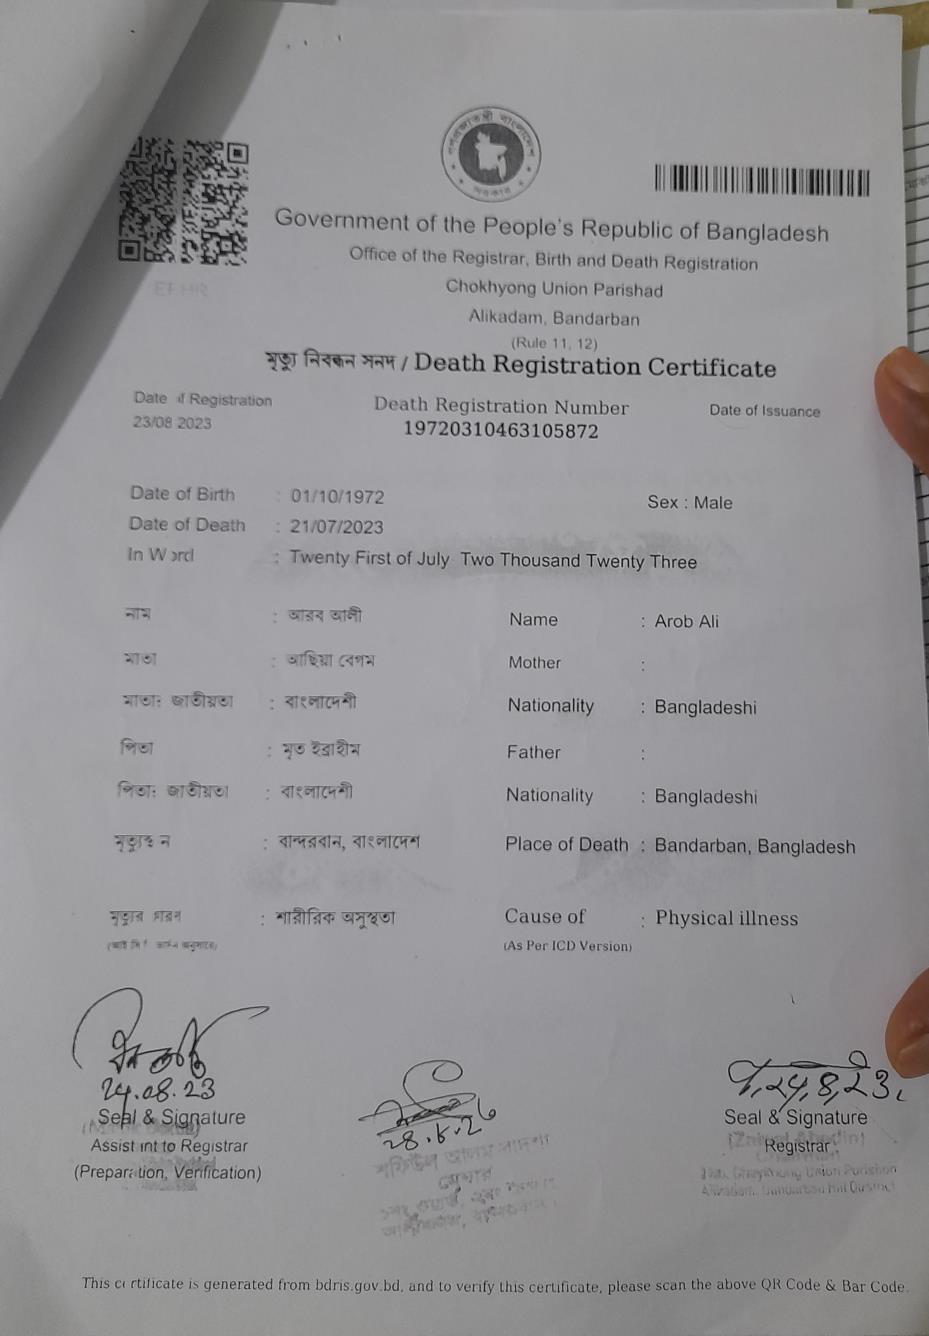 গণপ্রজাতন্ত্রী বাংলাদেশ সরকার
Government of the People's Republic of Bangladesh
Office of the Registrar, Birth and Death Registration
Chokhyong Union Parishad
Alikadam, Bandarban
(Rule 11, 12)
মৃত্যু নিবন্ধন সনদ / Death Registration Certificate
Date of Registration Death Registration Number Date of Issuance
23/08 2023 19720310463105872
Date of Birth : 01/10/1972 Sex : Male
Date of Death : 21/07/2023
In Word : Twenty First of July Two Thousand Twenty Three
নাম : আরব আলী Name : Arob Ali
মাতা : আছিয়া বেগম Mother :
মাতার জাতীয়তা : বাংলাদেশী Nationality : Bangladeshi
পিতা : মৃত ইব্রাহীম Father :
পিতার জাতীয়তা : বাংলাদেশী Nationality : Bangladeshi
মৃত্যুস্থান : বান্দরবান, বাংলাদেশ Place of Death : Bandarban, Bangladesh
মৃত্যুর কারন : শারীরিক অসুস্থতা Cause of : Physical illness
(As Per ICD Version)
24.08.23
Seal & Signature
Assistant to Registrar
(Preparation, Verification)
মেম্বার
24,8,23
Seal & Signature
Registrar
This certificate is generated from bdris.gov.bd, and to verify this certificate, please scan the above QR Code & Bar Code.